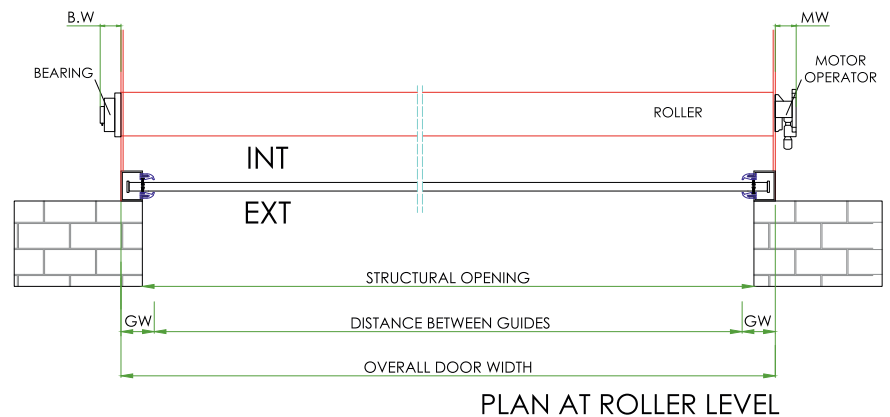 B.W
MW
BEARING
MOTOR
OPERATOR
ROLLER
INT
EXT
STRUCTURAL OPENING
GW
DISTANCE BETWEEN GUIDES
GW
OVERALL DOOR WIDTH
PLAN AT ROLLER LEVEL